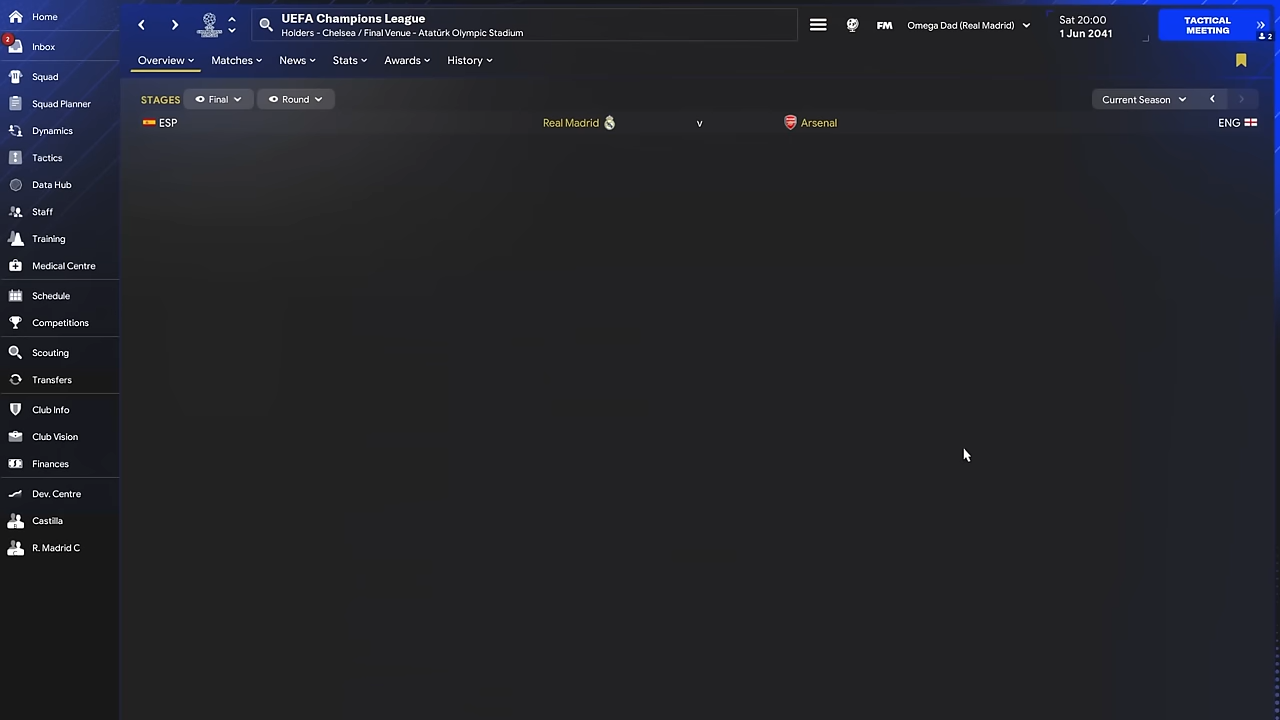 Home
2
Inbox
Squad
Squad Planner
Dynamics
Tactics
Data Hub
Staff
Training
Medical Centre
Schedule
Competitions
Scouting
Transfers
Club Info
Club Vision
Finances
Dev. Centre
Castilla
R. Madrid C
UEFA Champions League
Holders - Chelsea / Final Venue - Atatürk Olympic Stadium
FM
Omega Dad (Real Madrid)
Sat 20:00
1 Jun 2041
TACTICAL
MEETING
2
Overview Matches News Stats Awards History
STAGES Final Round Current Season
ESP Real Madrid v Arsenal ENG